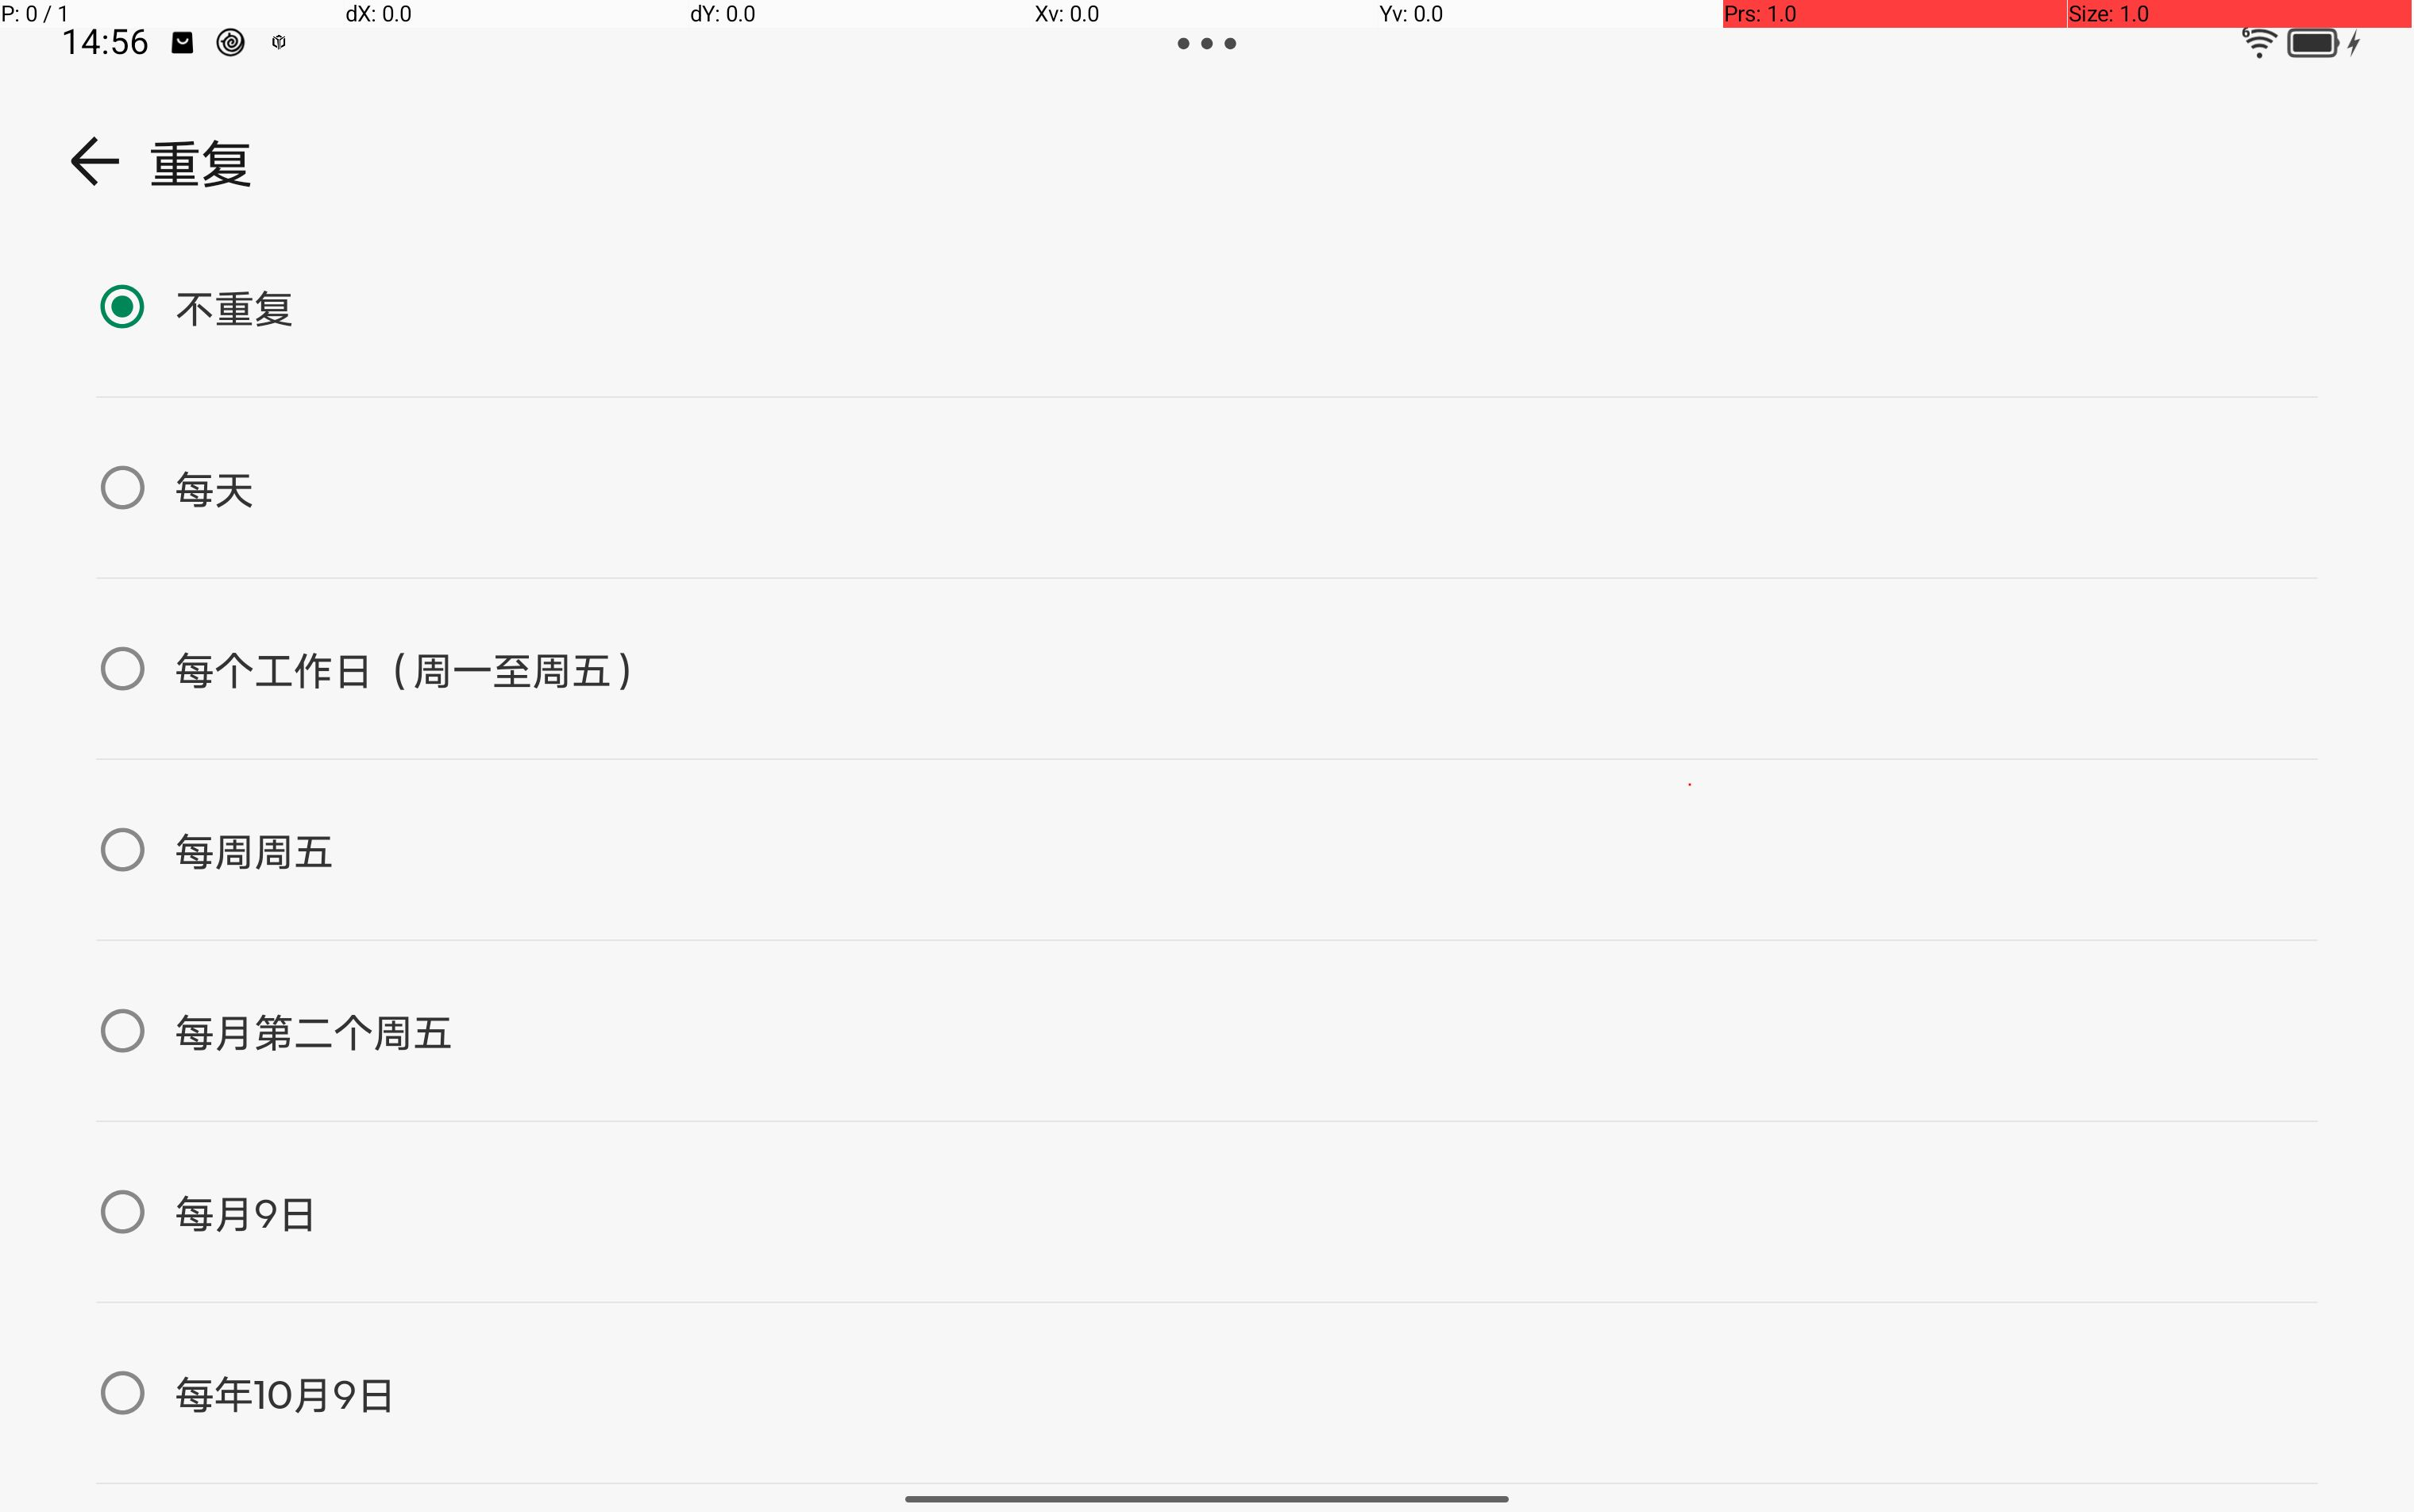 P: 0 / 1 dX: 0.0 dY: 0.0 Xv: 0.0 Yv: 0.0 Prs: 1.0 Size: 1.0
14:56 6
重复
不重复
每天
每个工作日（周一至周五）
每周周五
每月第二个周五
每月9日
每年10月9日